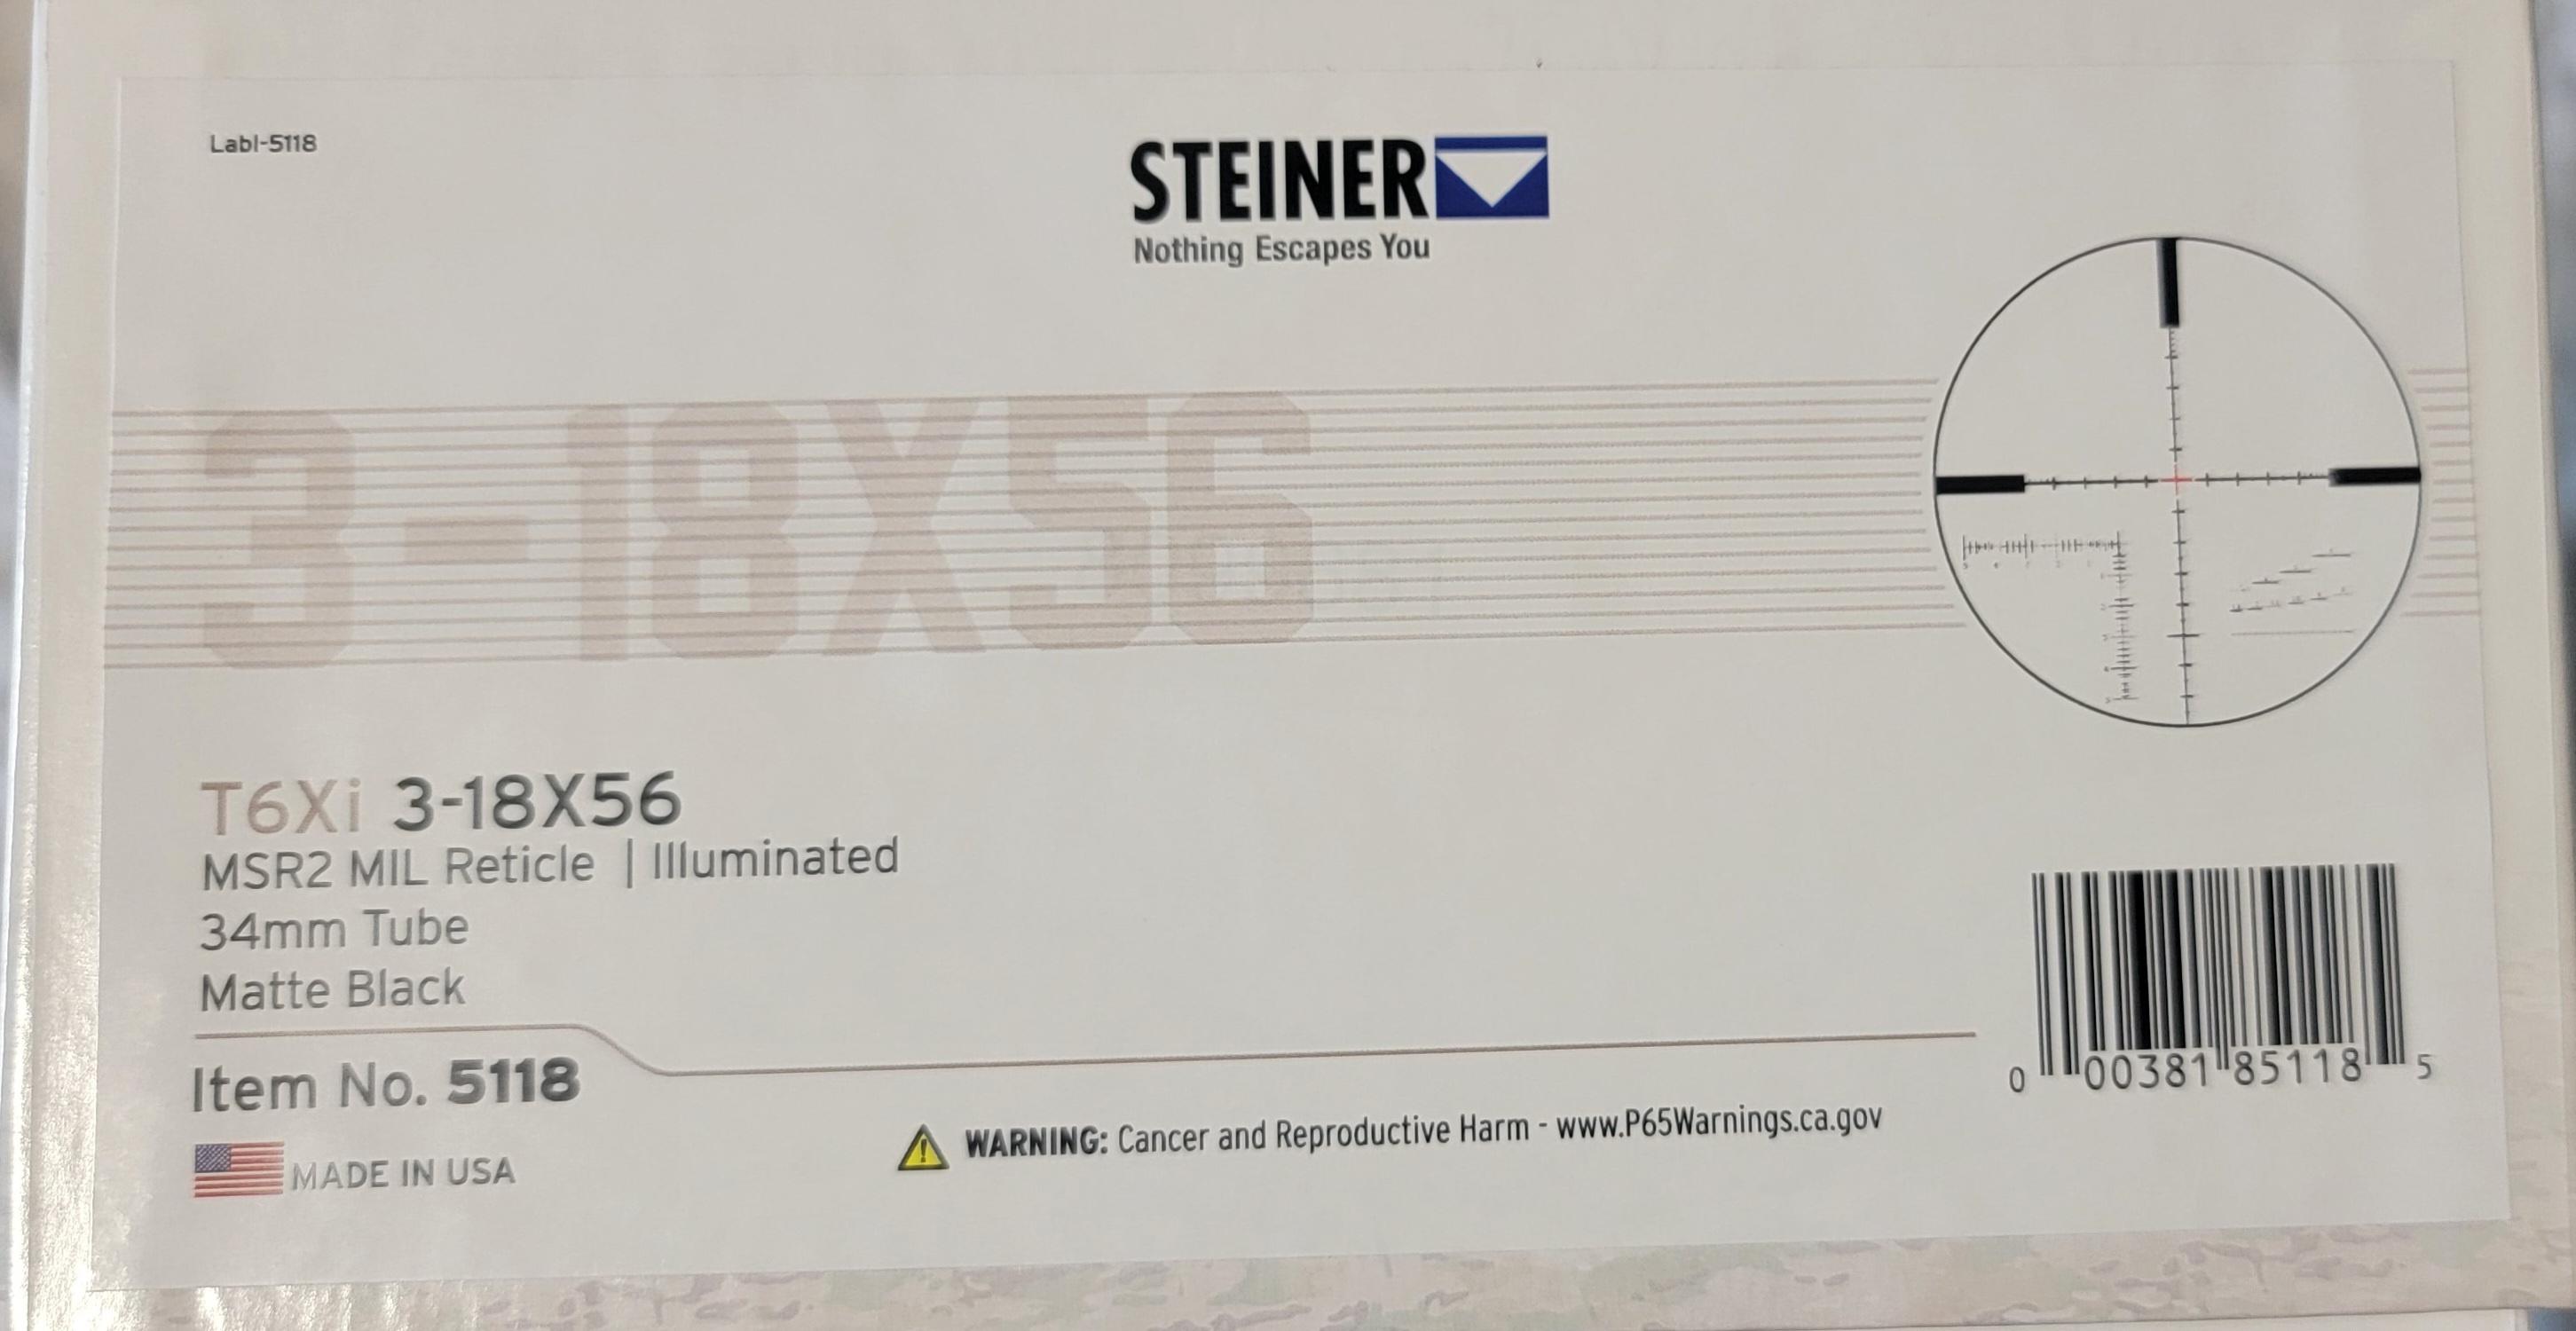 Labl-5118
STEINER
Nothing Escapes You
3-18X56
T6Xi 3-18X56
MSR2 MIL Reticle | Illuminated
34mm Tube
Matte Black
Item No. 5118
MADE IN USA
WARNING: Cancer and Reproductive Harm - www.P65Warnings.ca.gov
0 00381 85118 5